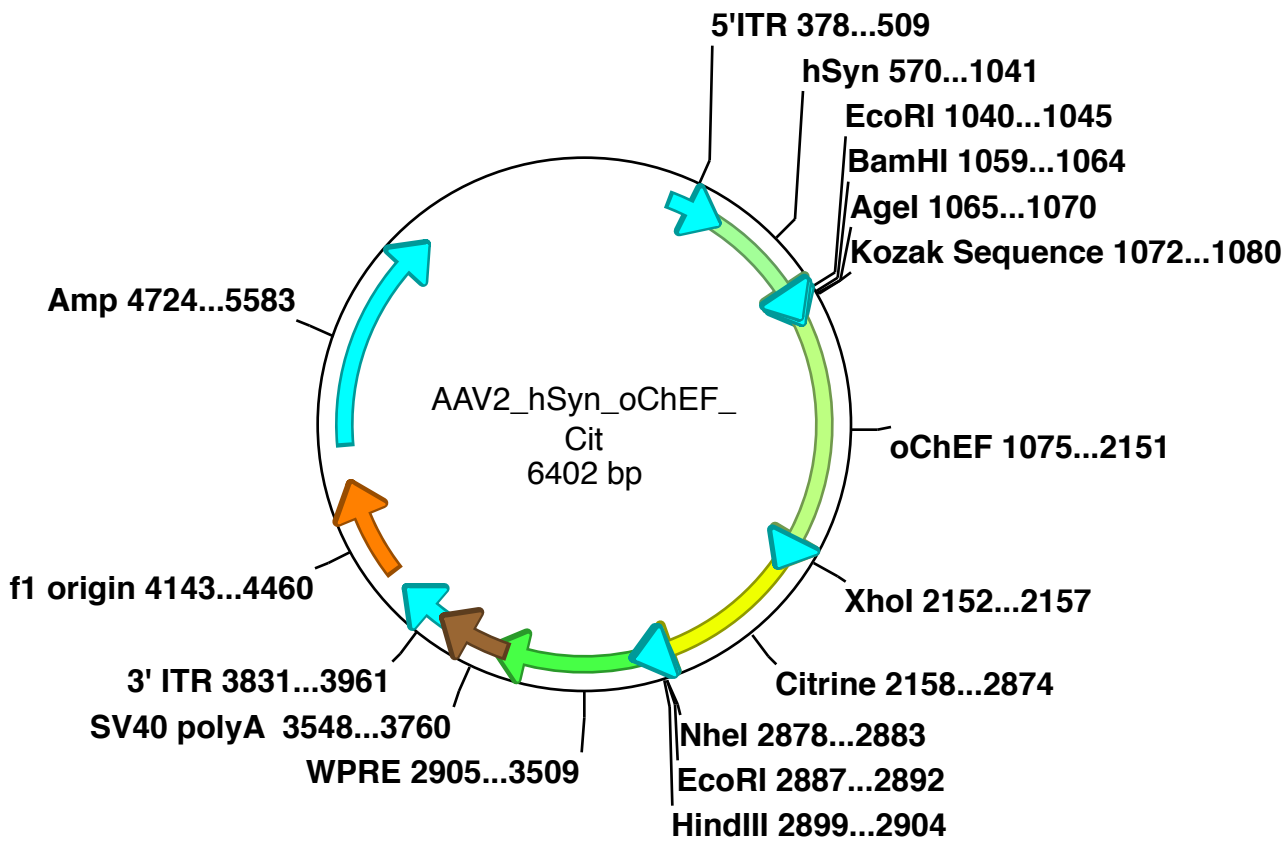 5'ITR 378...509
hSyn 570...1041
EcoRI 1040...1045
BamHI 1059...1064
AgeI 1065...1070
Kozak Sequence 1072...1080
Amp 4724...5583
AAV2_hSyn_oChEF_
Cit
6402 bp
oChEF 1075...2151
f1 origin 4143...4460
XhoI 2152...2157
3' ITR 3831...3961
Citrine 2158...2874
SV40 polyA 3548...3760
NheI 2878...2883
WPRE 2905...3509
EcoRI 2887...2892
HindIII 2899...2904